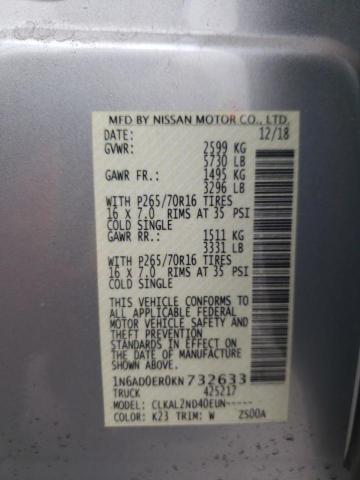 MFD BY NISSAN MOTOR CO., LTD.
DATE: 12/18
GVWR: 2599 KG
5730 LB
GAWR FR.: 1495 KG
3296 LB
WITH P265/70R16 TIRES
16 X 7.0 RIMS AT 35 PSI
COLD SINGLE
GAWR RR.: 1511 KG
3331 LB
WITH P265/70R16 TIRES
16 X 7.0 RIMS AT 35 PSI
COLD SINGLE
THIS VEHICLE CONFORMS TO
ALL APPLICABLE FEDERAL
MOTOR VEHICLE SAFETY AND
THEFT PREVENTION
STANDARDS IN EFFECT ON
THE DATE OF MANUFACTURE
SHOWN ABOVE.
1N6AD0ER0KN732633
TRUCK 425217
MODEL: CLKAL2ND40EUN-----
COLOR: K23 TRIM: W 2S00A